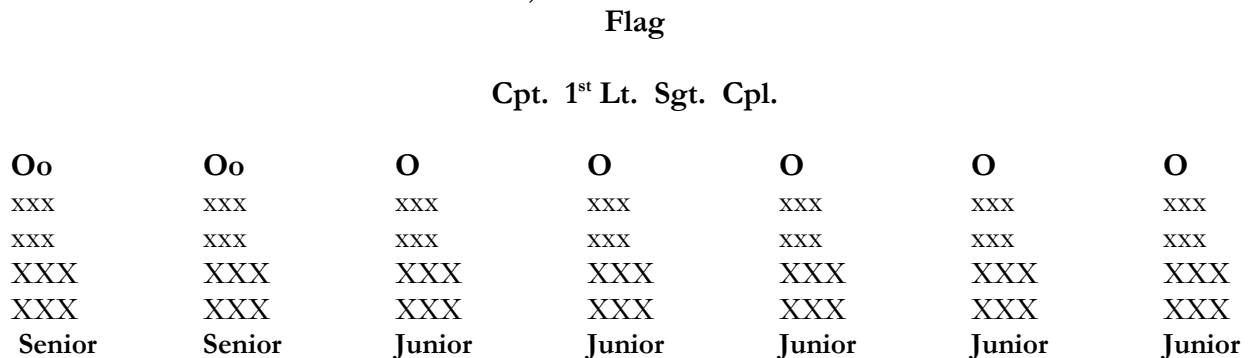 Flag
Cpt. 1st Lt. Sgt. Cpl.
Oo Oo O O O O O
xxx xxx xxx xxx xxx xxx xxx
xxx xxx xxx xxx xxx xxx xxx
XXX XXX XXX XXX XXX XXX XXX
XXX XXX XXX XXX XXX XXX XXX
Senior Senior Junior Junior Junior Junior Junior